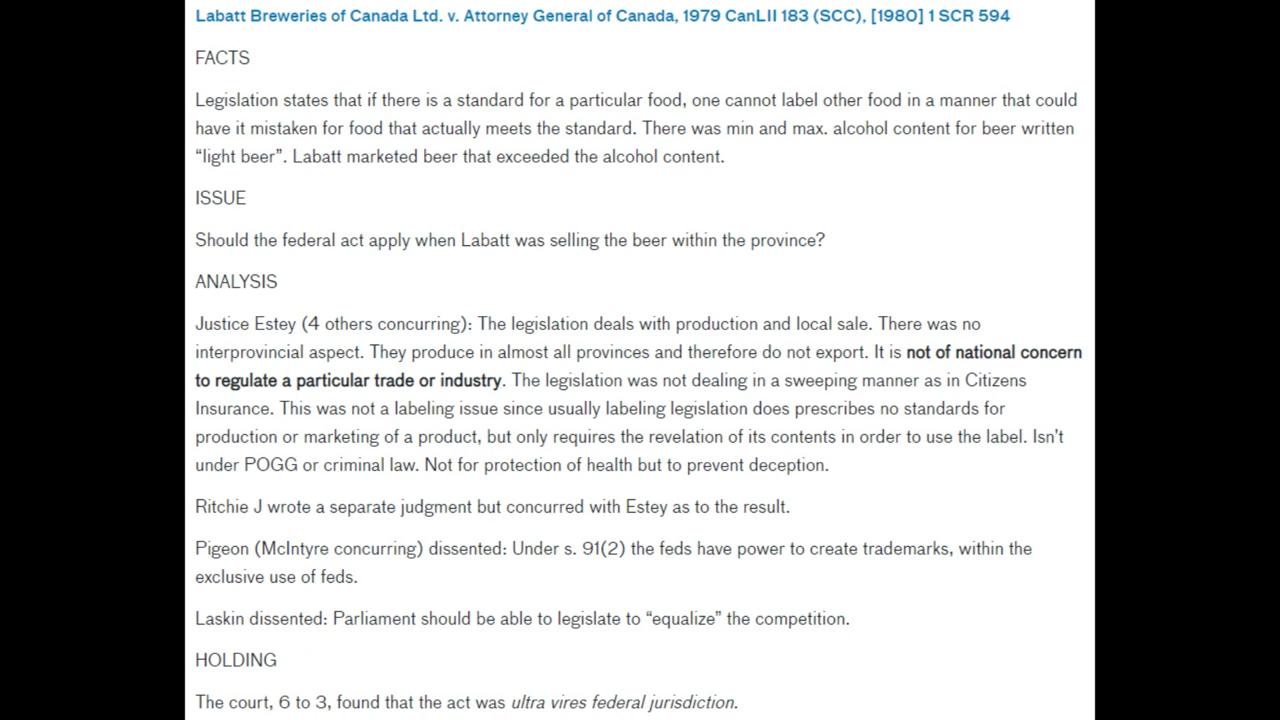 Labatt Breweries of Canada Ltd. v. Attorney General of Canada, 1979 CanLII 183 (SCC), [1980] 1 SCR 594
FACTS
Legislation states that if there is a standard for a particular food, one cannot label other food in a manner that could
have it mistaken for food that actually meets the standard. There was min and max. alcohol content for beer written
“light beer”. Labatt marketed beer that exceeded the alcohol content.
ISSUE
Should the federal act apply when Labatt was selling the beer within the province?
ANALYSIS
Justice Estey (4 others concurring): The legislation deals with production and local sale. There was no
interprovincial aspect. They produce in almost all provinces and therefore do not export. It is not of national concern
to regulate a particular trade or industry. The legislation was not dealing in a sweeping manner as in Citizens
Insurance. This was not a labeling issue since usually labeling legislation does prescribes no standards for
production or marketing of a product, but only requires the revelation of its contents in order to use the label. Isn’t
under POGG or criminal law. Not for protection of health but to prevent deception.
Ritchie J wrote a separate judgment but concurred with Estey as to the result.
Pigeon (McIntyre concurring) dissented: Under s. 91(2) the feds have power to create trademarks, within the
exclusive use of feds.
Laskin dissented: Parliament should be able to legislate to “equalize” the competition.
HOLDING
The court, 6 to 3, found that the act was ultra vires federal jurisdiction.